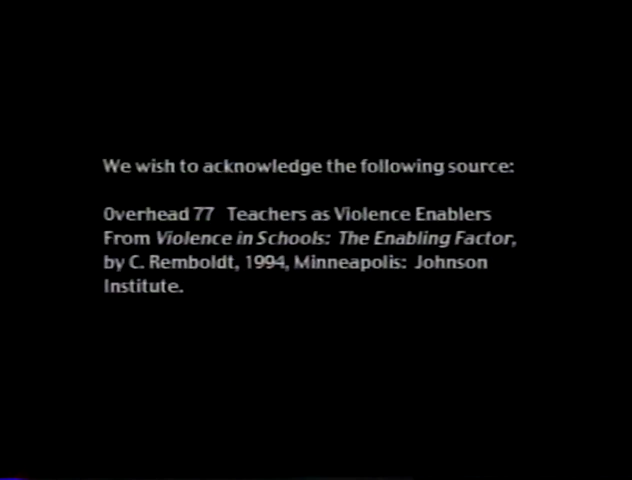 We wish to acknowledge the following source:
Overhead 77 Teachers as Violence Enablers
From Violence in Schools: The Enabling Factor,
by C. Remboldt, 1994, Minneapolis: Johnson
Institute.